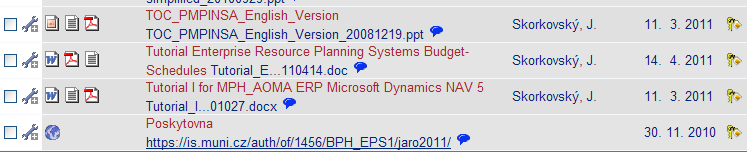 simplified_20100929.ppt
TOC_PMPINSA_English_Version
TOC_PMPINSA_English_Version_20081219.ppt Skorkovský, J. 11. 3. 2011
Tutorial Enterprise Resource Planning Systems Budget-
Schedules Tutorial_E...110414.doc Skorkovský, J. 14. 4. 2011
Tutorial I for MPH_AOMA ERP Microsoft Dynamics NAV 5
Tutorial_I...01027.docx Skorkovský, J. 11. 3. 2011
Poskytovna
https://is.muni.cz/auth/of/1456/BPH_EPS1/jaro2011/ 30. 11. 2010